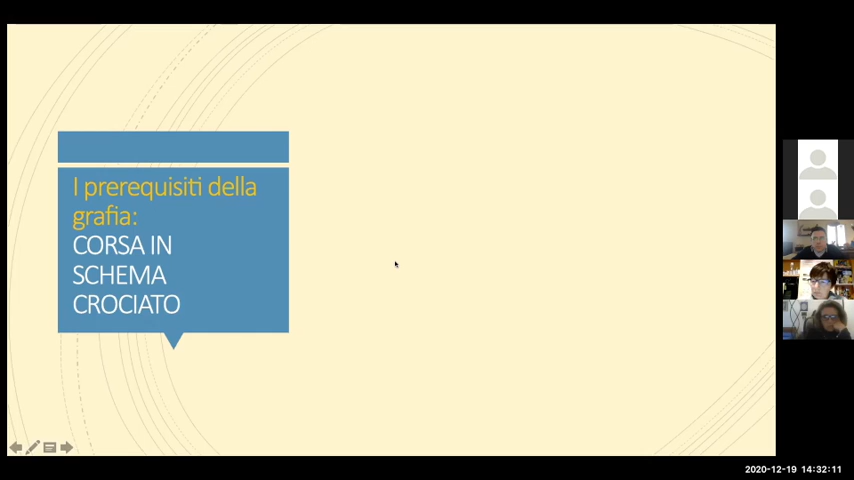 I prerequisiti della
grafia:
CORSA IN
SCHEMA
CROCIATO
2020-12-19 14:32:11